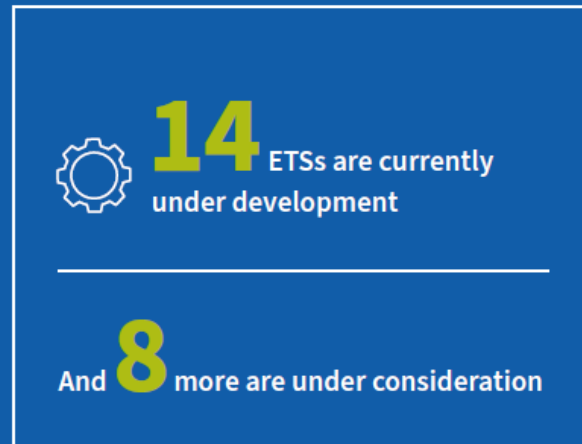 14 ETSs are currently
under development
And 8 more are under consideration